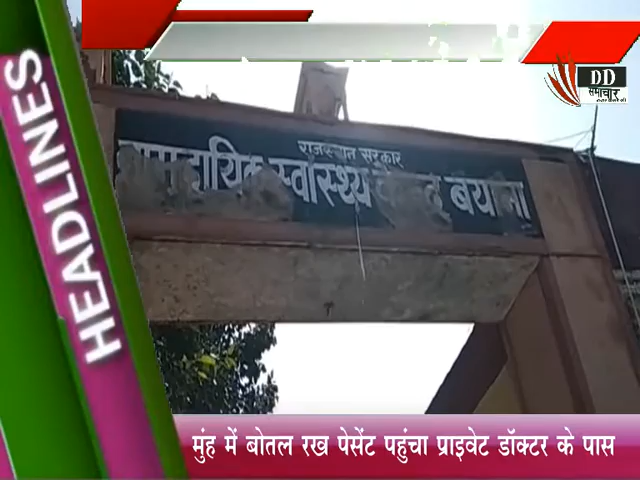 HEADLINES
DD
समाचार
राजस्थान सरकार
सामुदायिक स्वास्थ्य केन्द्र बयाना
मुंह में बोतल रख पेसेंट पहुंचा प्राइवेट डॉक्टर के पास